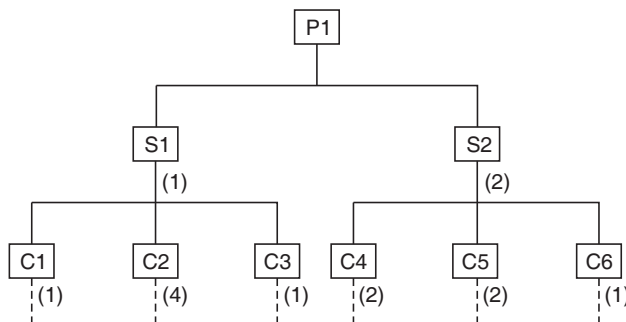 P1
S1 S2
(1) (2)
C1 C2 C3 C4 C5 C6
(1) (4) (1) (2) (2) (1)